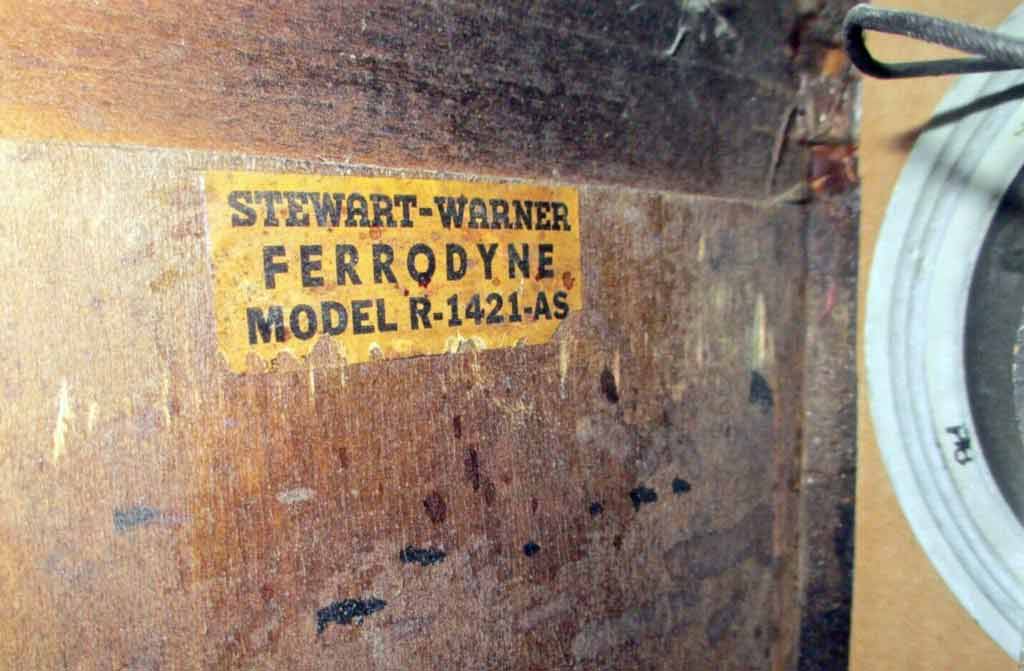 STEWART-WARNER
FERRODYNE
MODEL R-1421-AS